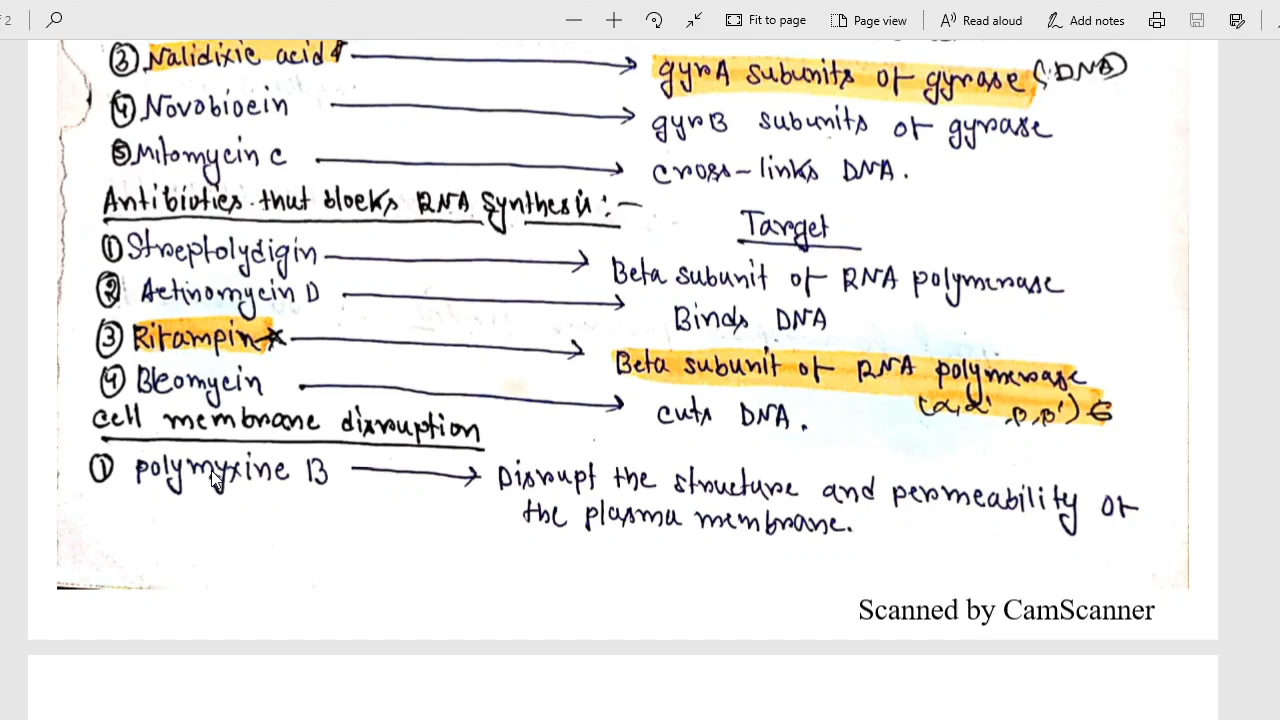 2
Fit to page
Page view
Read aloud
Add notes
③ Nalidixic acid → gyrA subunits of gyrase (DNA)
④ Novobiocin → gyrB subunits of gyrase
⑤ Mitomycin C → cross-links DNA.
Antibiotics that blocks RNA synthesis:-
Target
① Streptolydigin → Beta subunit of RNA polymerase
② Actinomycin D → Binds DNA
③ Rifampin* → Beta subunit of RNA polymerase
(α,α' β,β')
④ Bleomycin → cuts DNA.
cell membrane disruption
① polymyxine B → Disrupt the structure and permeability of
the plasma membrane.
Scanned by CamScanner